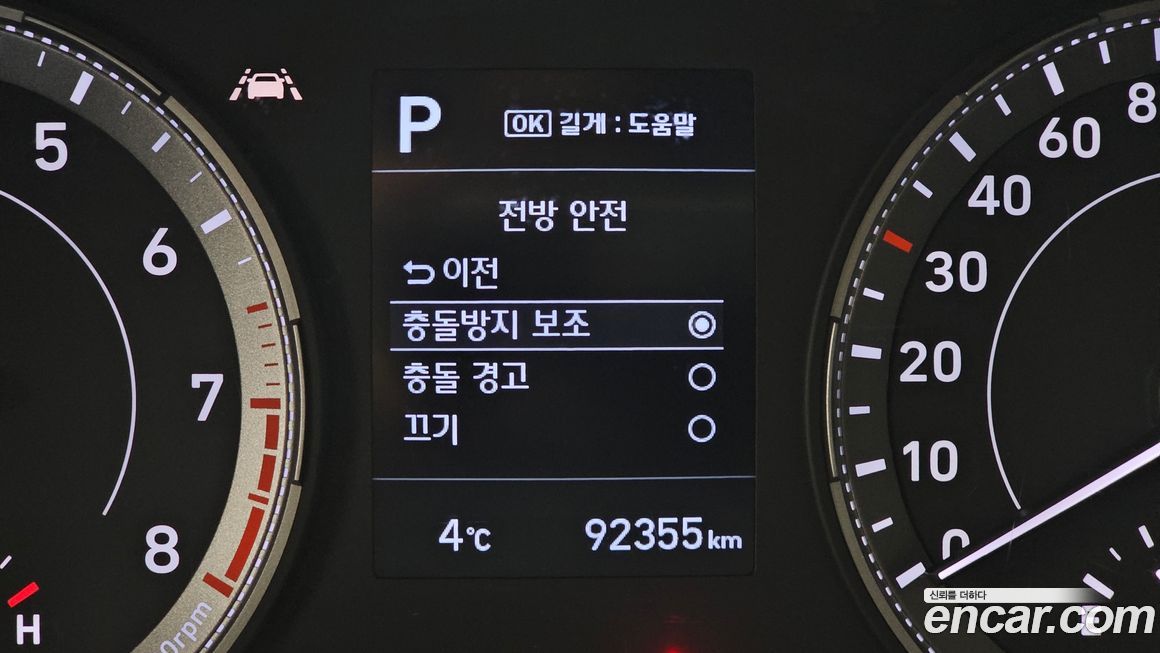 P
OK 길게 : 도움말
전방 안전
이전
충돌방지 보조
충돌 경고
끄기
4℃ 92355km
5
6
7
8
0rpm
H
80
60
40
30
20
10
0
신뢰를 더하다
encar.com